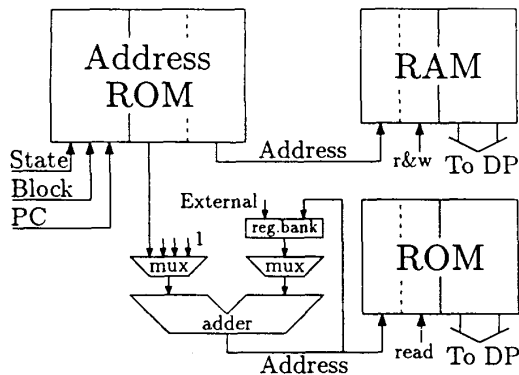 Address
ROM
RAM
State
Block
PC
Address
r&w
To DP
External
1
reg.bank
mux
mux
ROM
adder
Address
read
To DP